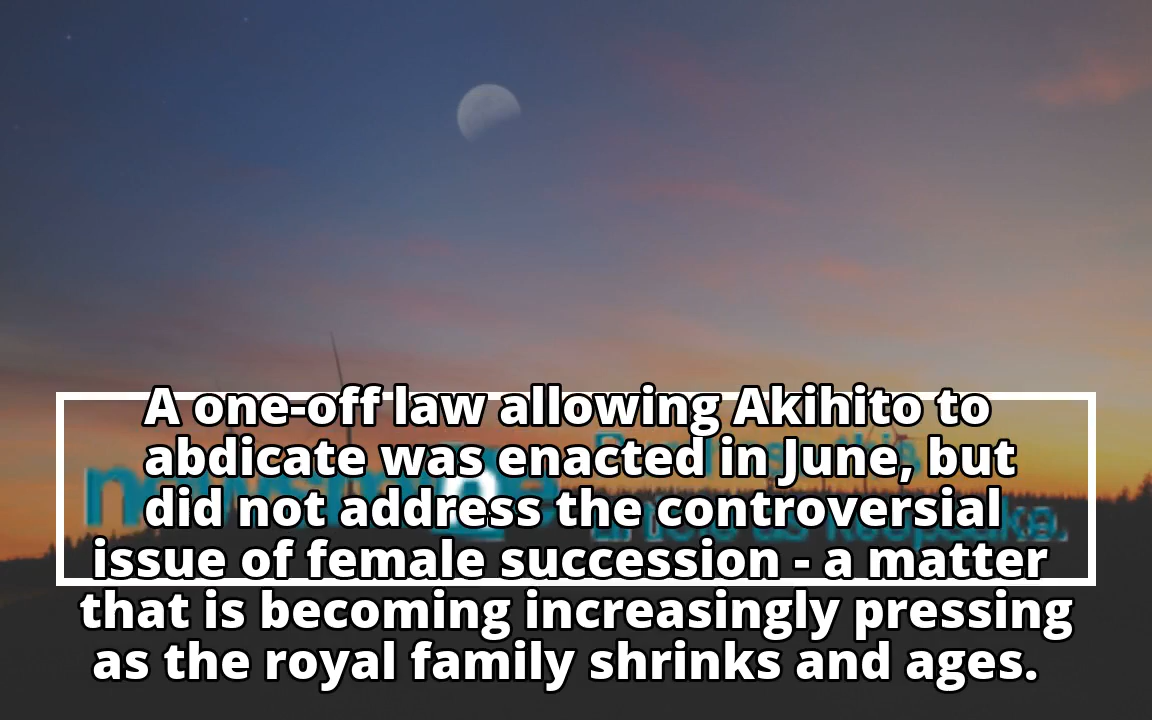 A one-off law allowing Akihito to
abdicate was enacted in June, but
did not address the controversial
issue of female succession - a matter
that is becoming increasingly pressing
as the royal family shrinks and ages.